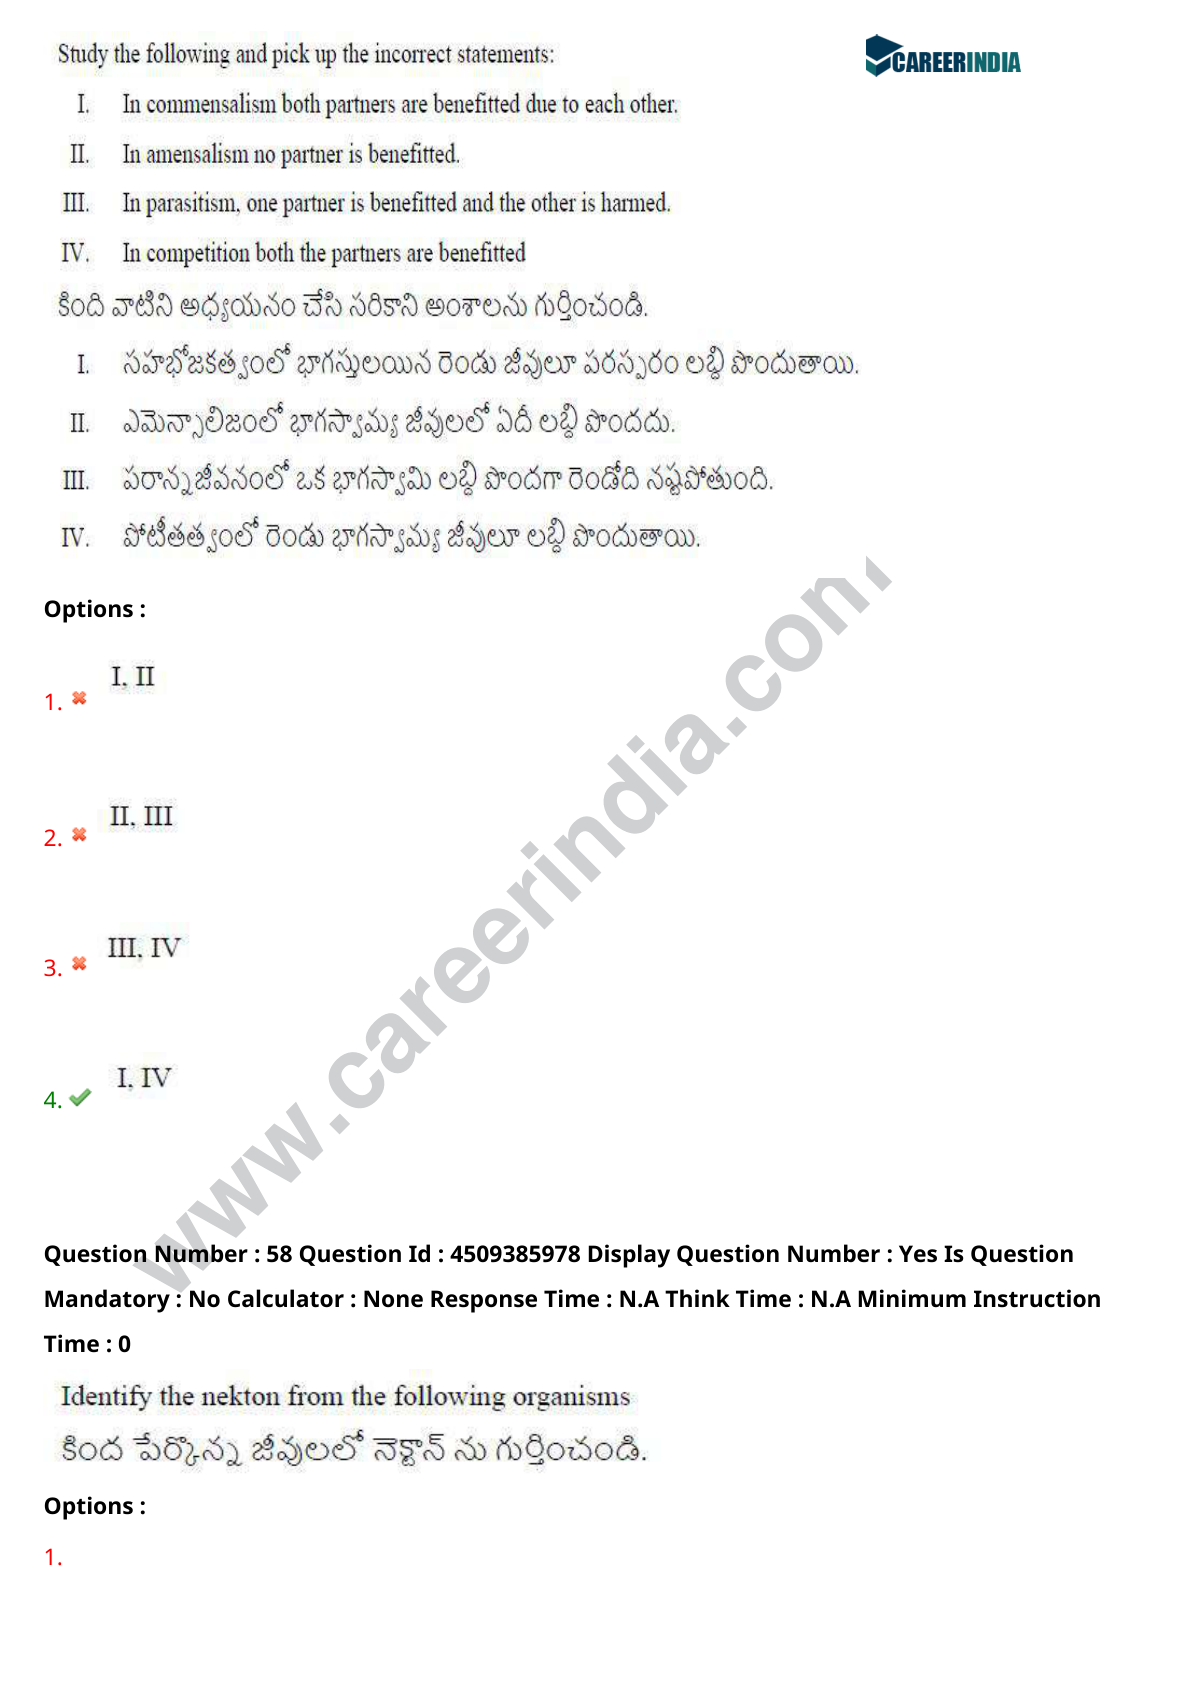 Study the following and pick up the incorrect statements:
CAREERINDIA
I. In commensalism both partners are benefitted due to each other.
II. In amensalism no partner is benefitted.
III. In parasitism, one partner is benefitted and the other is harmed.
IV. In competition both the partners are benefitted
కింది వాటిని అధ్యయనం చేసి సరికాని అంశాలను గుర్తించండి.
I. సహభోజకత్వంలో భాగస్తులయిన రెండు జీవులూ పరస్పరం లబ్ది పొందుతాయి.
II. ఎమెన్సాలిజంలో భాగస్వామ్య జీవులలో ఏదీ లబ్ది పొందదు.
III. పరాన్నజీవనంలో ఒక భాగస్వామి లబ్ది పొందగా రెండోది నష్టపోతుంది.
IV. పోటీతత్వంలో రెండు భాగస్వామ్య జీవులూ లబ్ది పొందుతాయి.
Options :
1. I, II
2. II, III
3. III, IV
4. I, IV
www.careerindia.com
Question Number : 58 Question Id : 4509385978 Display Question Number : Yes Is Question
Mandatory : No Calculator : None Response Time : N.A Think Time : N.A Minimum Instruction
Time : 0
Identify the nekton from the following organisms
కింద పేర్కొన్న జీవులలో నెక్టాన్ ను గుర్తించండి.
Options :
1.